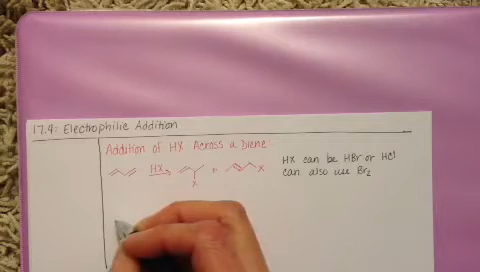 17.4: Electrophilic Addition
Addition of HX Across a Diene:
HX
+
X
X
HX can be HBr or HCl
can also use Br₂